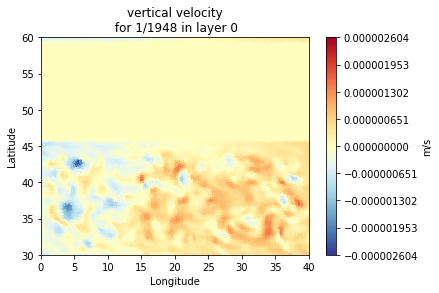 vertical velocity
for 1/1948 in layer 0
60
55
50
45
40
35
30
Latitude
0 5 10 15 20 25 30 35 40
Longitude
0.000002604
0.000001953
0.000001302
0.000000651
0.000000000
−0.000000651
−0.000001302
−0.000001953
−0.000002604
m/s